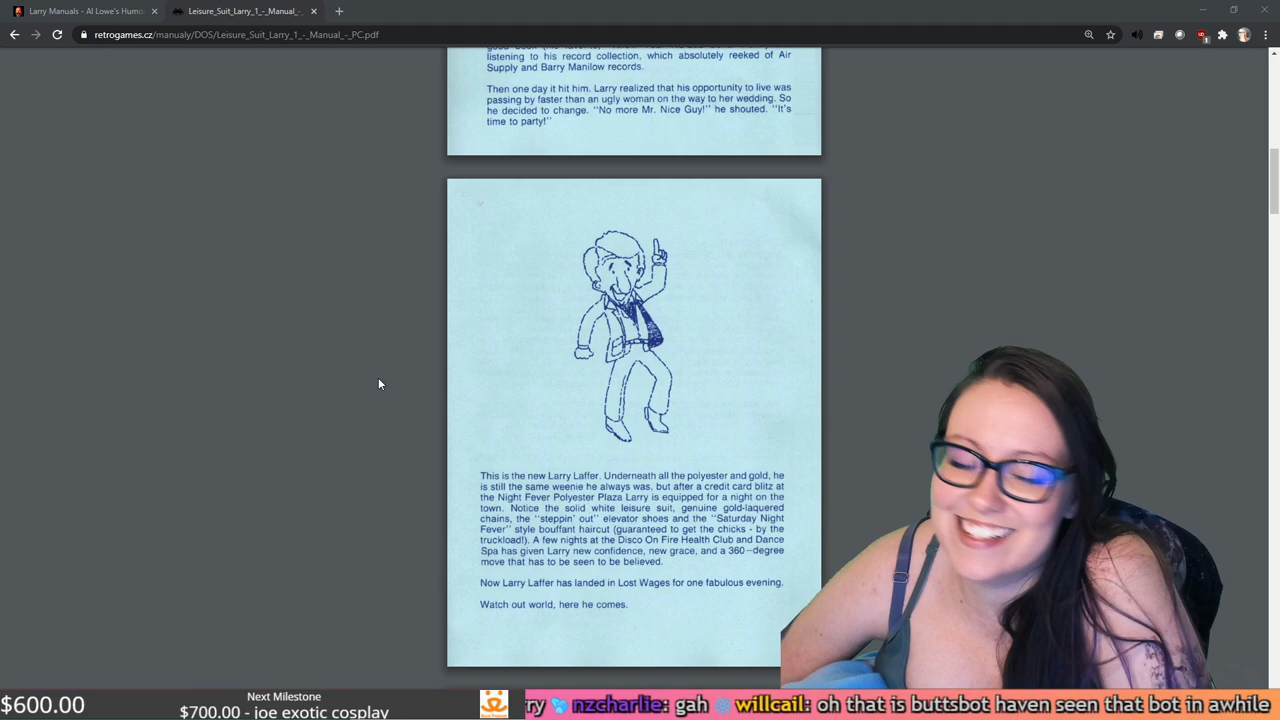 Larry Manuals - Al Lowe's Humo
Leisure_Suit_Larry_1_-_Manual_-
retrogames.cz/manualy/DOS/Leisure_Suit_Larry_1_-_Manual_-_PC.pdf
listening to his record collection, which absolutely reeked of Air
Supply and Barry Manilow records.
Then one day it hit him. Larry realized that his opportunity to live was
passing by faster than an ugly woman on the way to her wedding. So
he decided to change. "No more Mr. Nice Guy!" he shouted. "It's
time to party!"
This is the new Larry Laffer. Underneath all the polyester and gold, he
is still the same weenie he always was, but after a credit card blitz at
the Night Fever Polyester Plaza Larry is equipped for a night on the
town. Notice the solid white leisure suit, genuine gold-laquered
chains, the "steppin' out" elevator shoes and the "Saturday Night
Fever" style bouffant haircut (guaranteed to get the chicks - by the
truckload!). A few nights at the Disco On Fire Health Club and Dance
Spa has given Larry new confidence, new grace, and a 360-degree
move that has to be seen to be believed.
Now Larry Laffer has landed in Lost Wages for one fabulous evening.
Watch out world, here he comes.
$600.00
Next Milestone
$700.00 - joe exotic cosplay
ry nzcharlie: gah willcail: oh that is buttsbot haven seen that bot in awhile